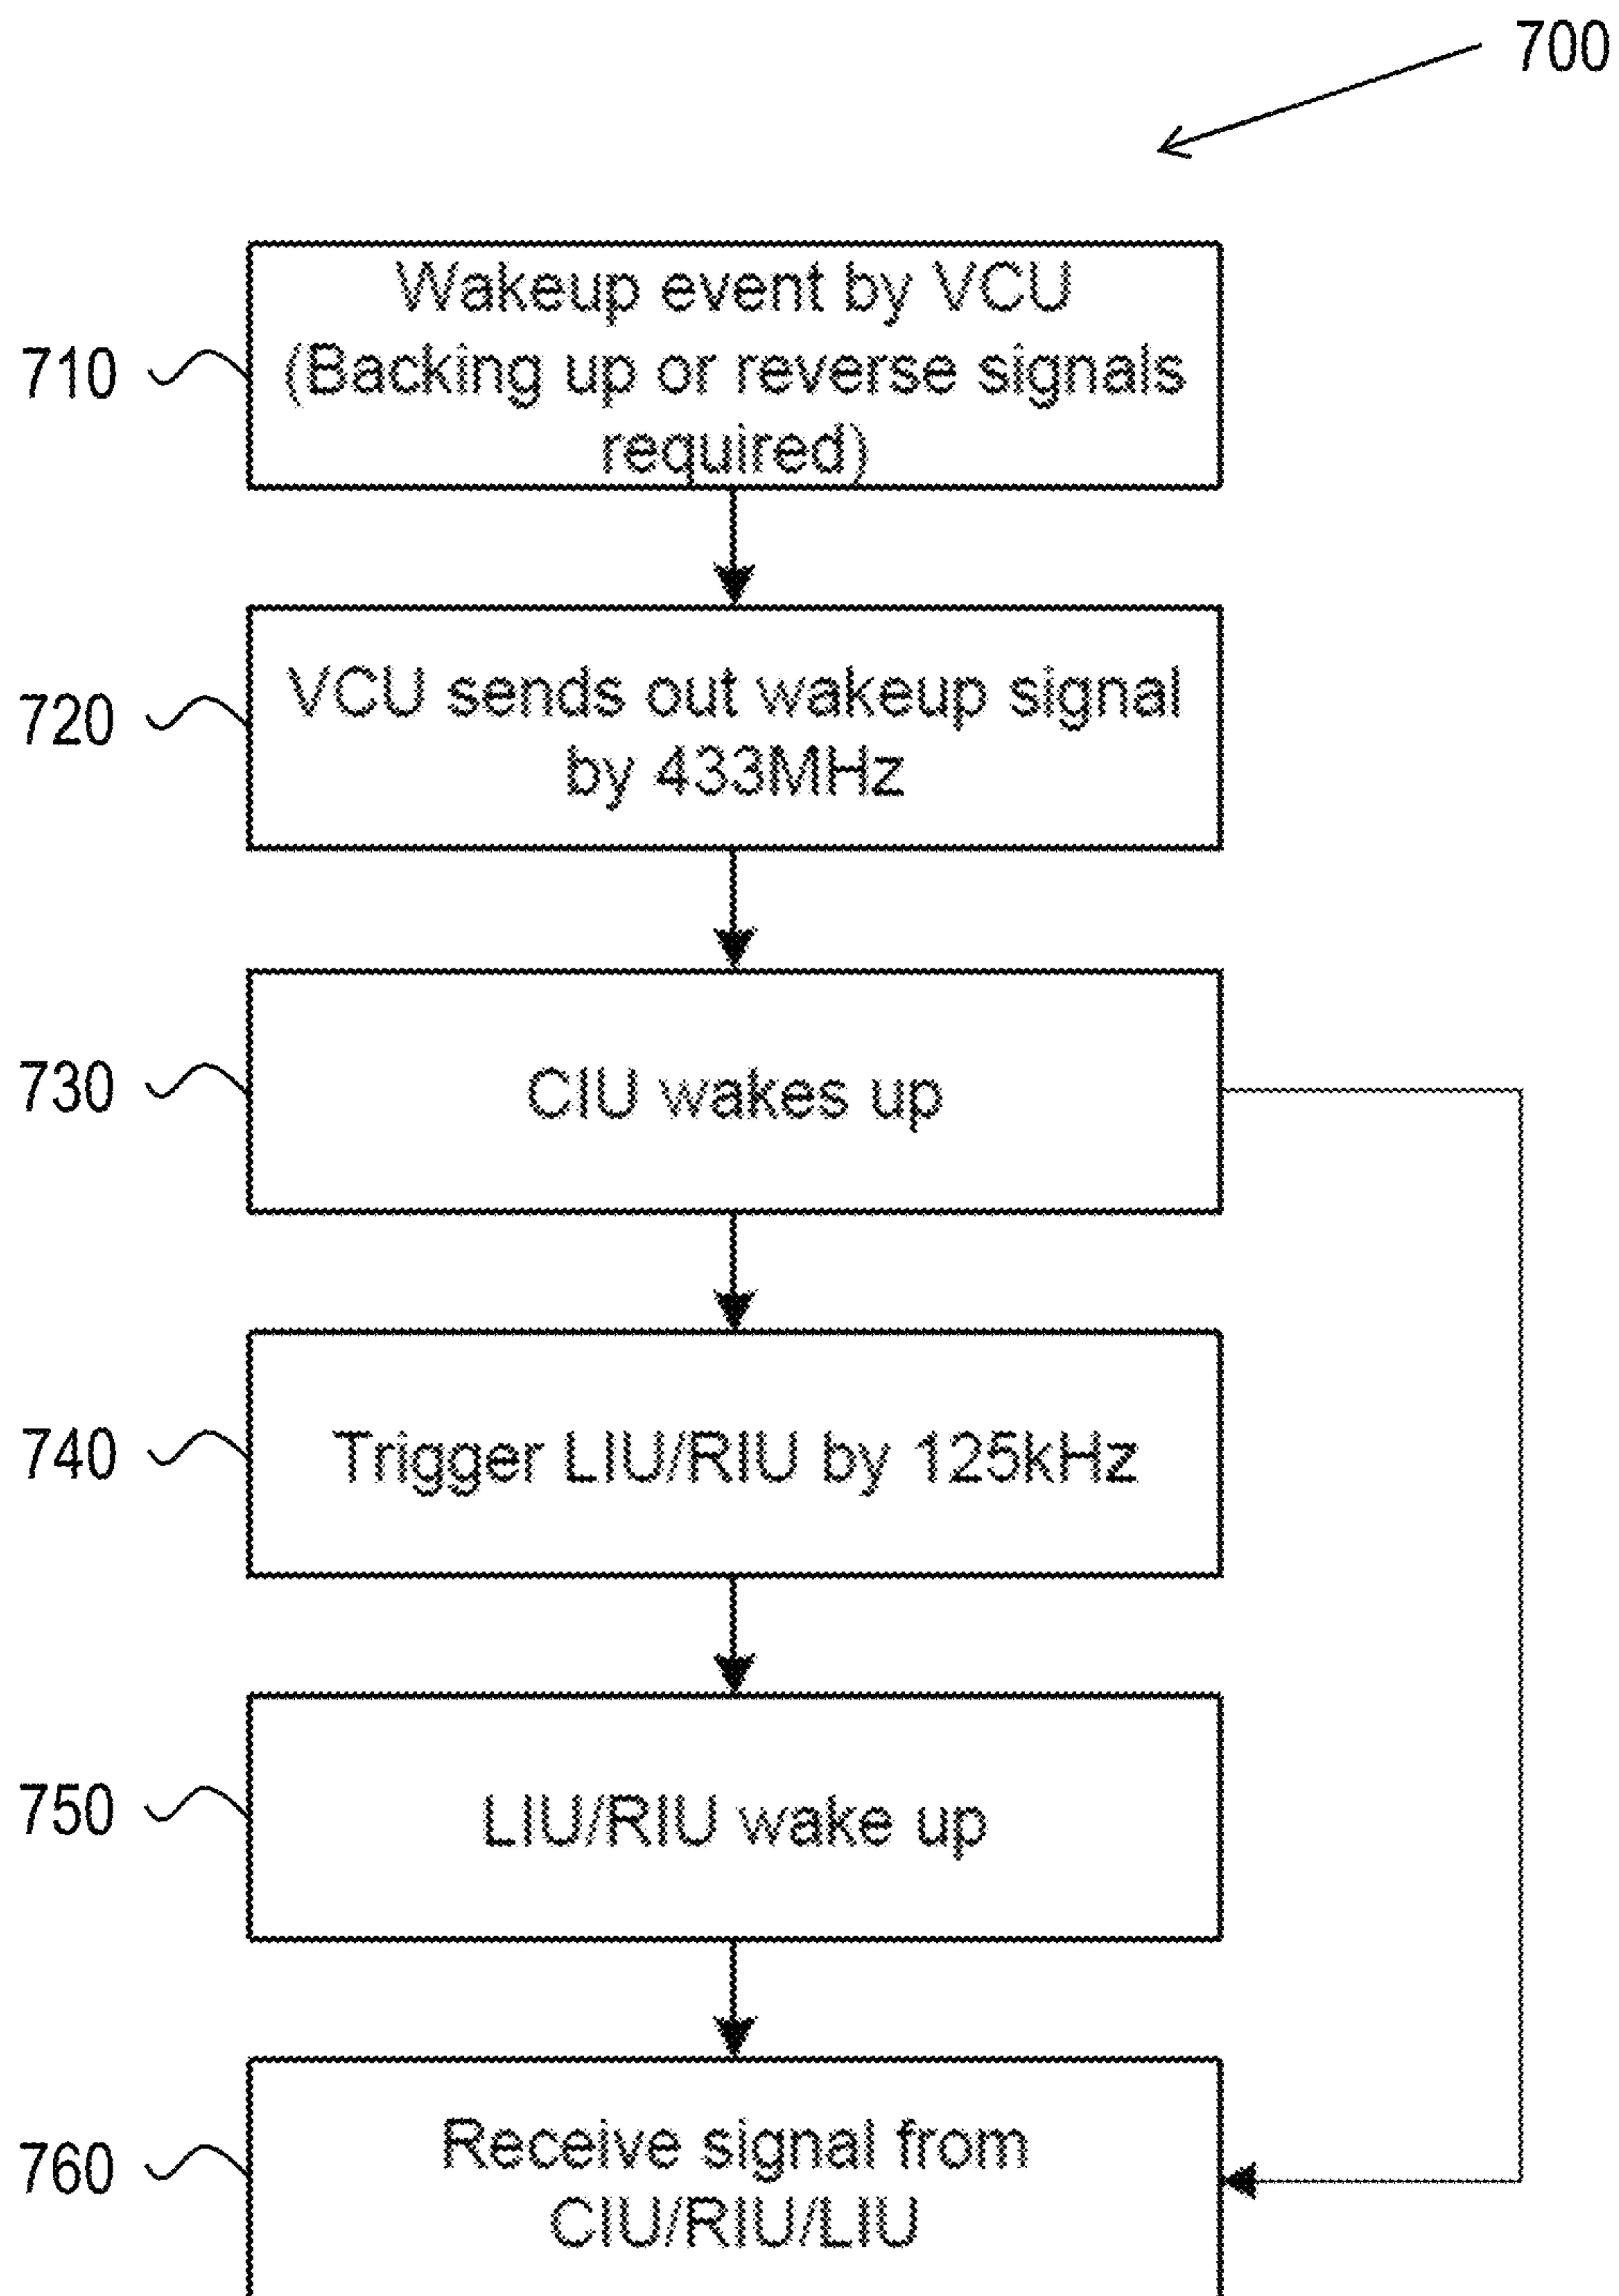 700
710
Wakeup event by VCU
(Backing up or reverse signals
required)
720
VCU sends out wakeup signal
by 433MHz
730
CIU wakes up
740
Trigger LIU/RIU by 125kHz
750
LIU/RIU wake up
760
Receive signal from
CIU/RIU/LIU